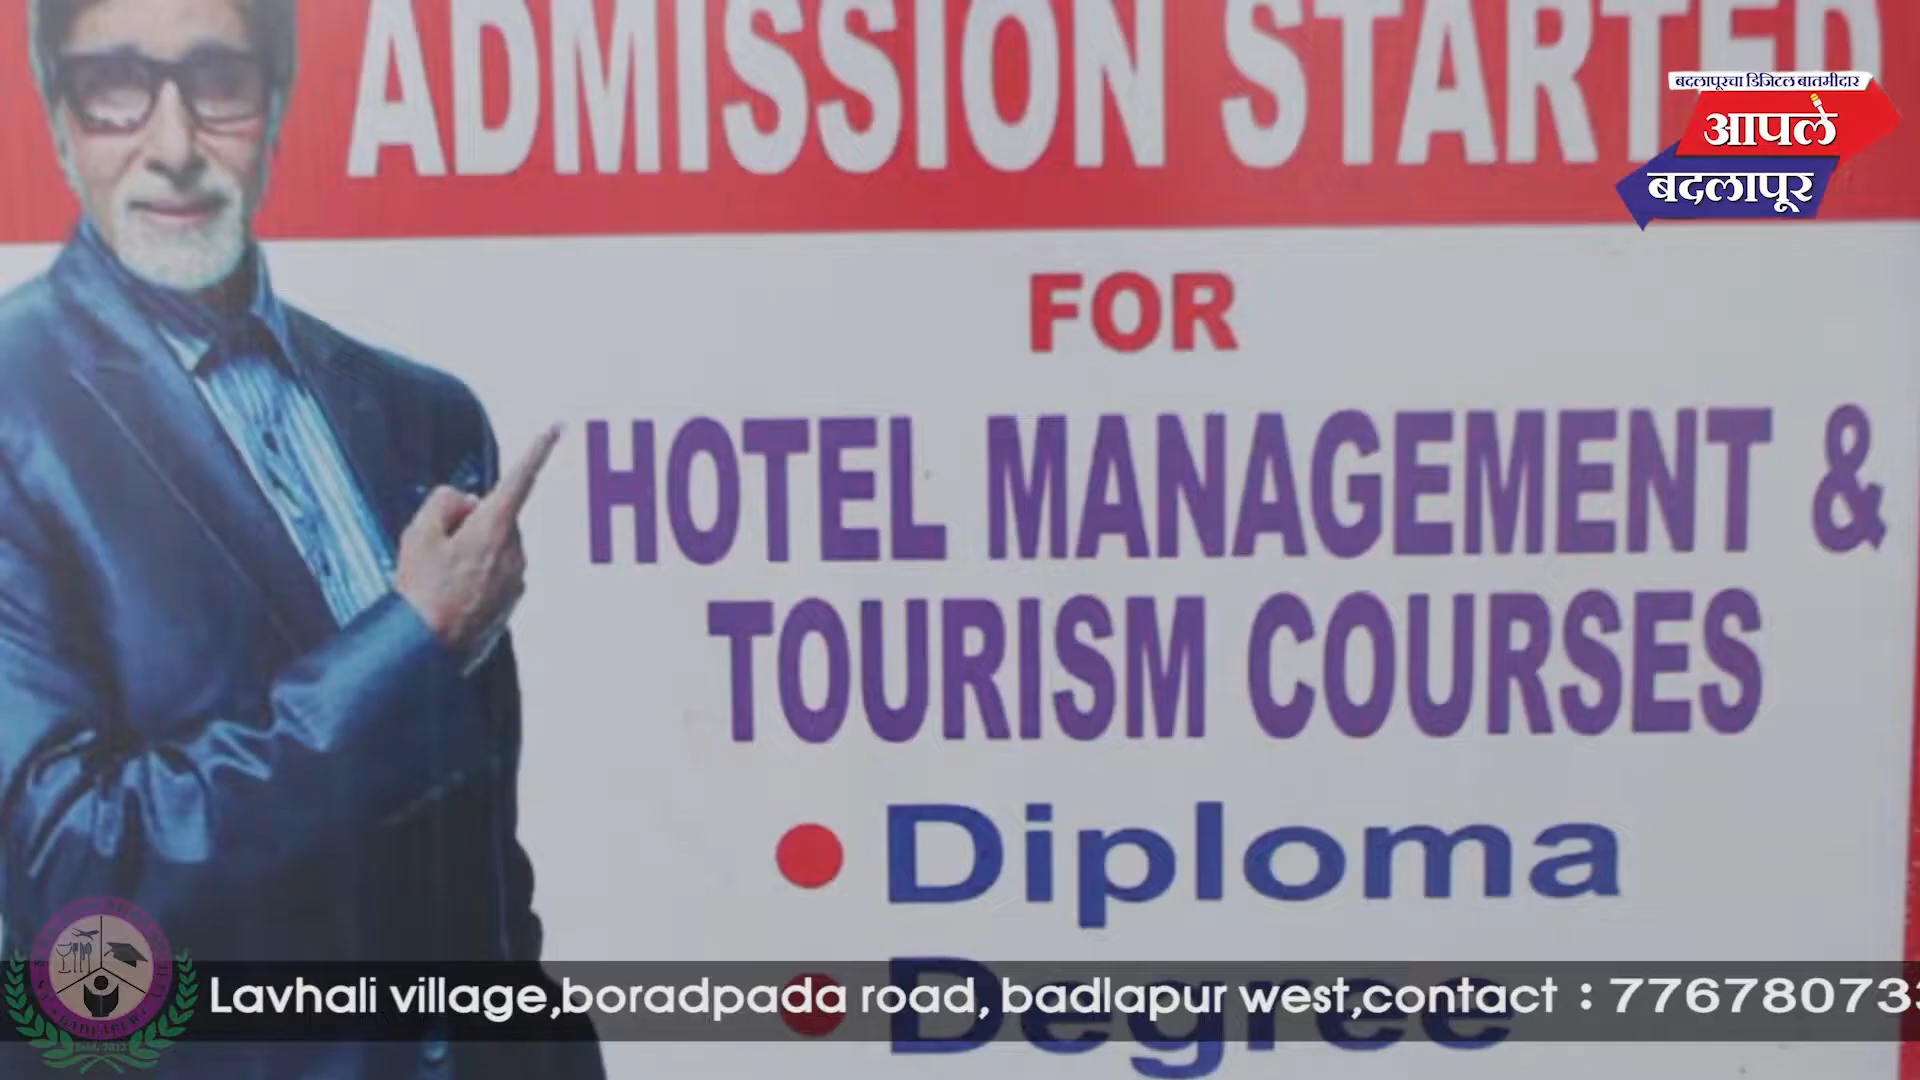 ADMISSION STARTED
बदलापूरचा डिजिटल बातमीदार
आपले
बदलापूर
FOR
HOTEL MANAGEMENT &
TOURISM COURSES
• Diploma
• Degree
Lavhali village,boradpada road, badlapur west,contact : 776780733